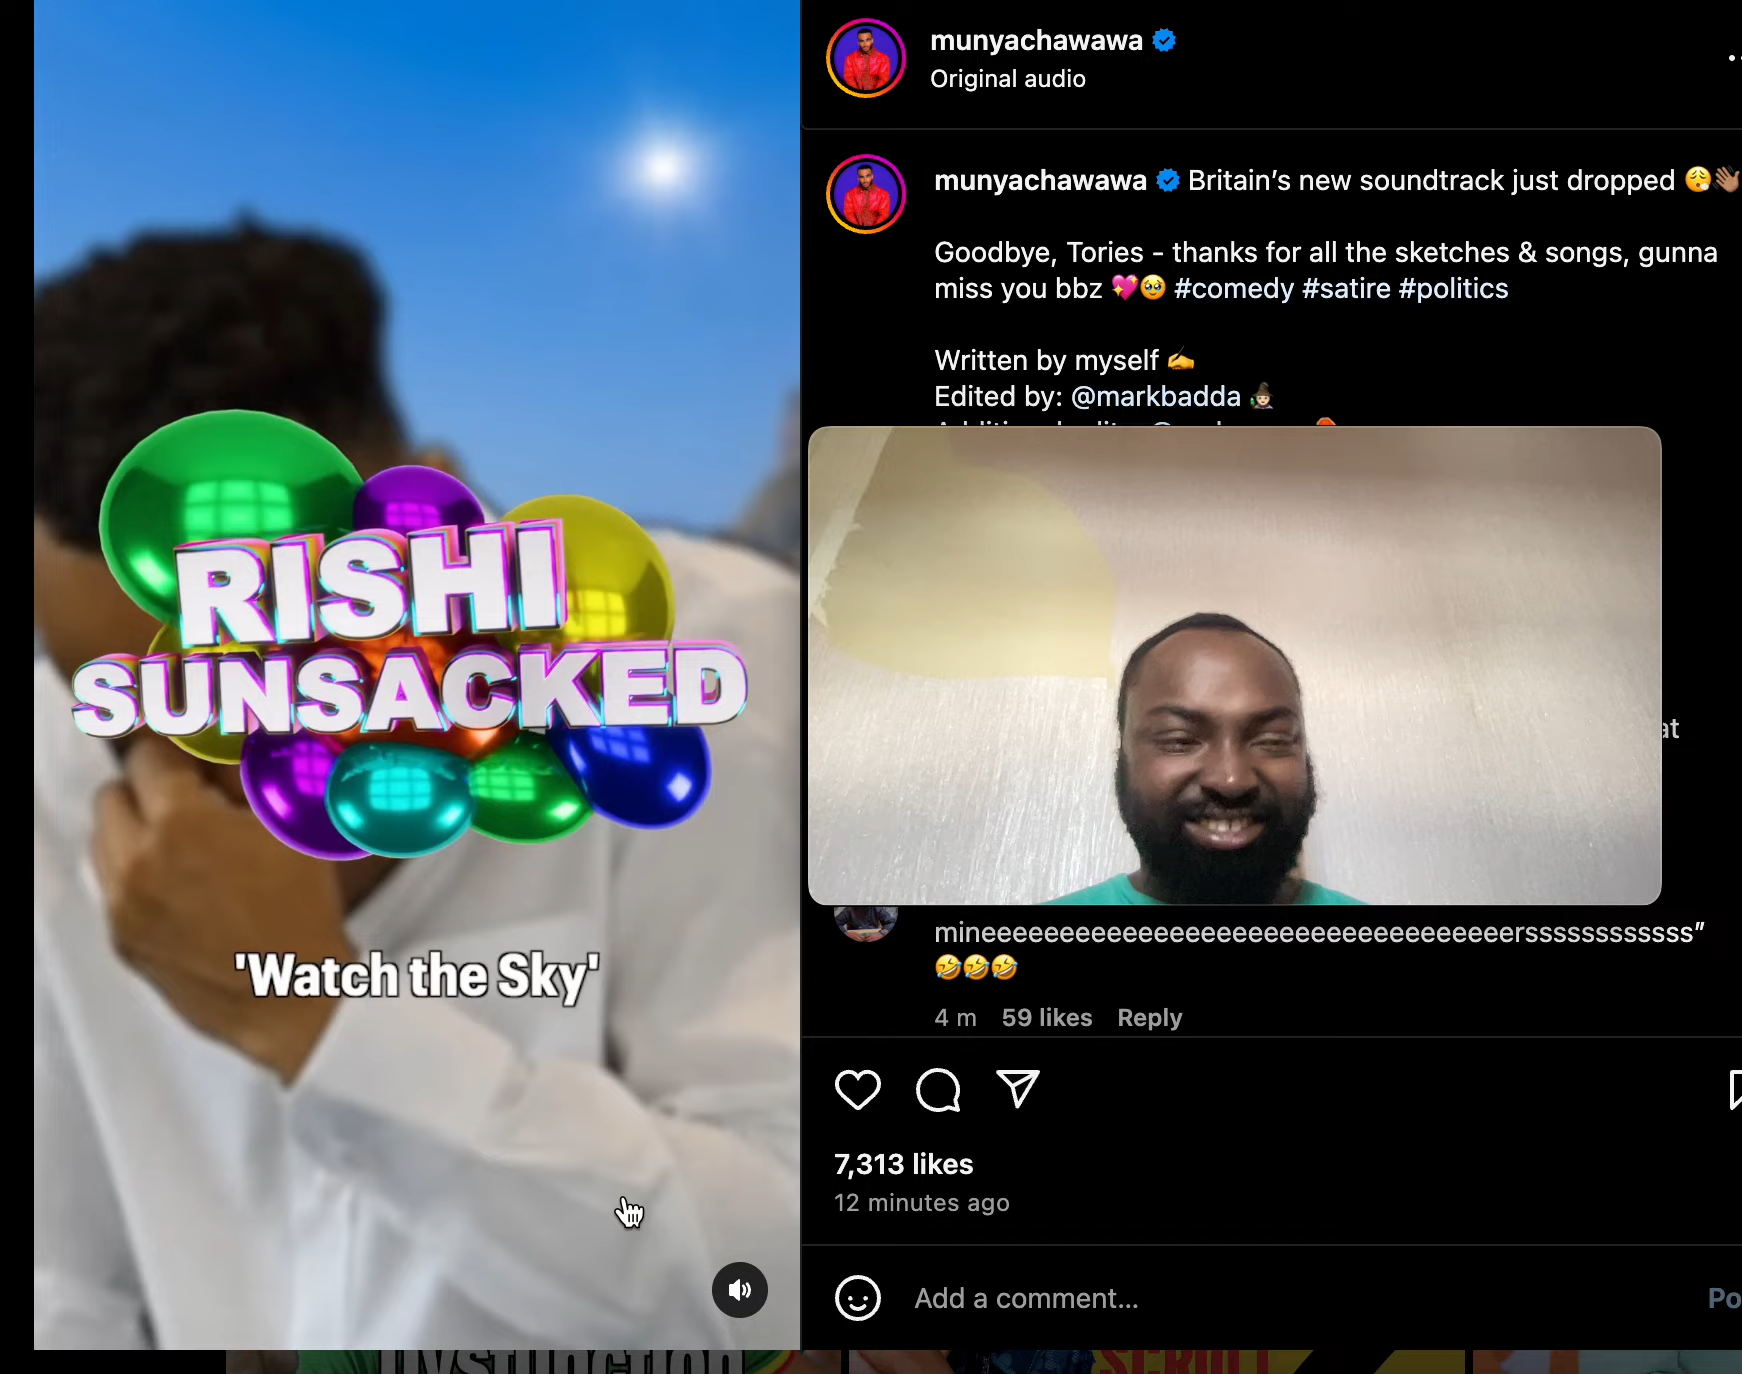 RISHI
SUNSACKED
'Watch the Sky'
munyachawawa
Original audio
munyachawawa Britain's new soundtrack just dropped 😮‍💨👋🏾
Goodbye, Tories - thanks for all the sketches & songs, gunna
miss you bbz 💖🥹 #comedy #satire #politics
Written by myself ✍️
Edited by: @markbadda 🧙🏻‍♂️
at
mineeeeeeeeeeeeeeeeeeeeeeeeeeeeeeeeeerssssssssssss”
🤣🤣🤣
4 m 59 likes Reply
7,313 likes
12 minutes ago
Add a comment...
Po